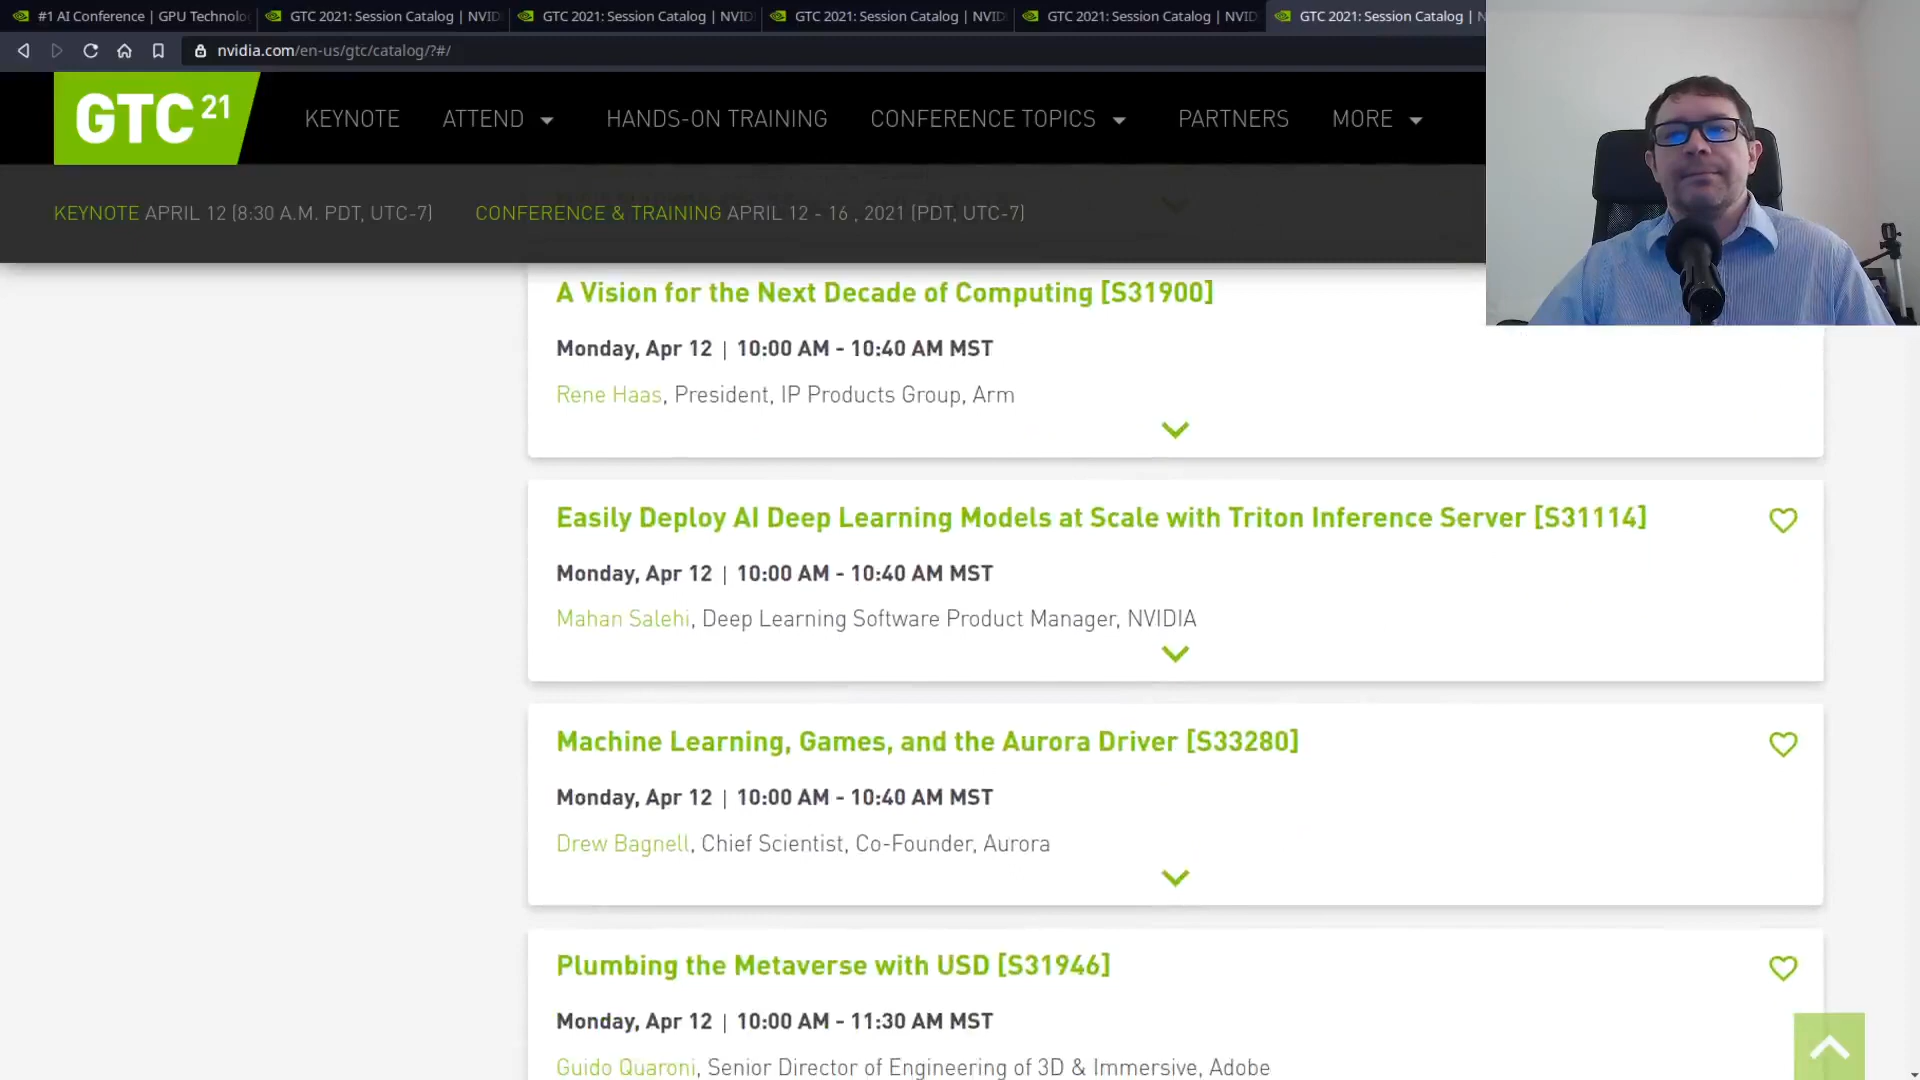 #1 AI Conference | GPU Technolo
GTC 2021: Session Catalog | NVID
GTC 2021: Session Catalog | NVID
GTC 2021: Session Catalog | NVID
GTC 2021: Session Catalog | NVID
GTC 2021: Session Catalog | N
nvidia.com/en-us/gtc/catalog/?#/
GTC 21
KEYNOTE
ATTEND
HANDS-ON TRAINING
CONFERENCE TOPICS
PARTNERS
MORE
KEYNOTE APRIL 12 (8:30 A.M. PDT, UTC-7)
CONFERENCE & TRAINING APRIL 12 - 16 , 2021 (PDT, UTC-7)
A Vision for the Next Decade of Computing [S31900]
Monday, Apr 12 | 10:00 AM - 10:40 AM MST
Rene Haas, President, IP Products Group, Arm
Easily Deploy AI Deep Learning Models at Scale with Triton Inference Server [S31114]
Monday, Apr 12 | 10:00 AM - 10:40 AM MST
Mahan Salehi, Deep Learning Software Product Manager, NVIDIA
Machine Learning, Games, and the Aurora Driver [S33280]
Monday, Apr 12 | 10:00 AM - 10:40 AM MST
Drew Bagnell, Chief Scientist, Co-Founder, Aurora
Plumbing the Metaverse with USD [S31946]
Monday, Apr 12 | 10:00 AM - 11:30 AM MST
Guido Quaroni, Senior Director of Engineering of 3D & Immersive, Adobe